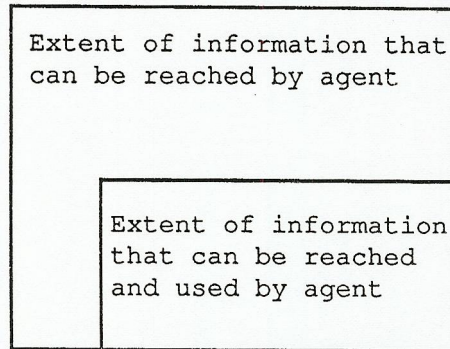 Extent of information that
can be reached by agent
Extent of information
that can be reached
and used by agent